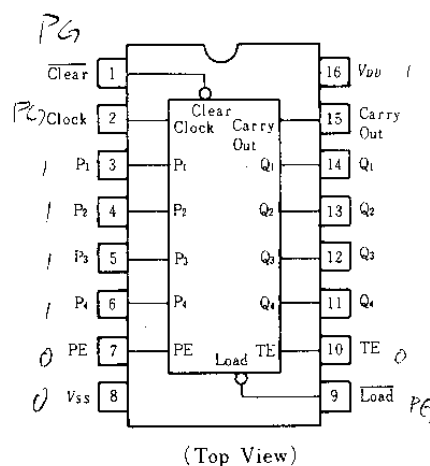 PG
Clear 1 16 VDD 1
PG Clock 2 Clear Clock Carry Out 15 Carry Out
1 P1 3 P1 Q1 14 Q1
1 P2 4 P2 Q2 13 Q2
1 P3 5 P3 Q3 12 Q3
1 P4 6 P4 Q4 11 Q4
0 PE 7 PE Load TE 10 TE 0
0 VSS 8 9 Load PG
(Top View)